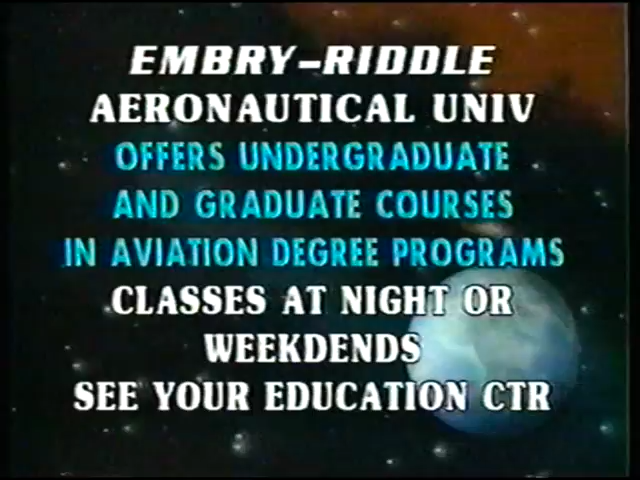 EMBRY-RIDDLE
AERONAUTICAL UNIV
OFFERS UNDERGRADUATE
AND GRADUATE COURSES
IN AVIATION DEGREE PROGRAMS
CLASSES AT NIGHT OR
WEEKDENDS
SEE YOUR EDUCATION CTR